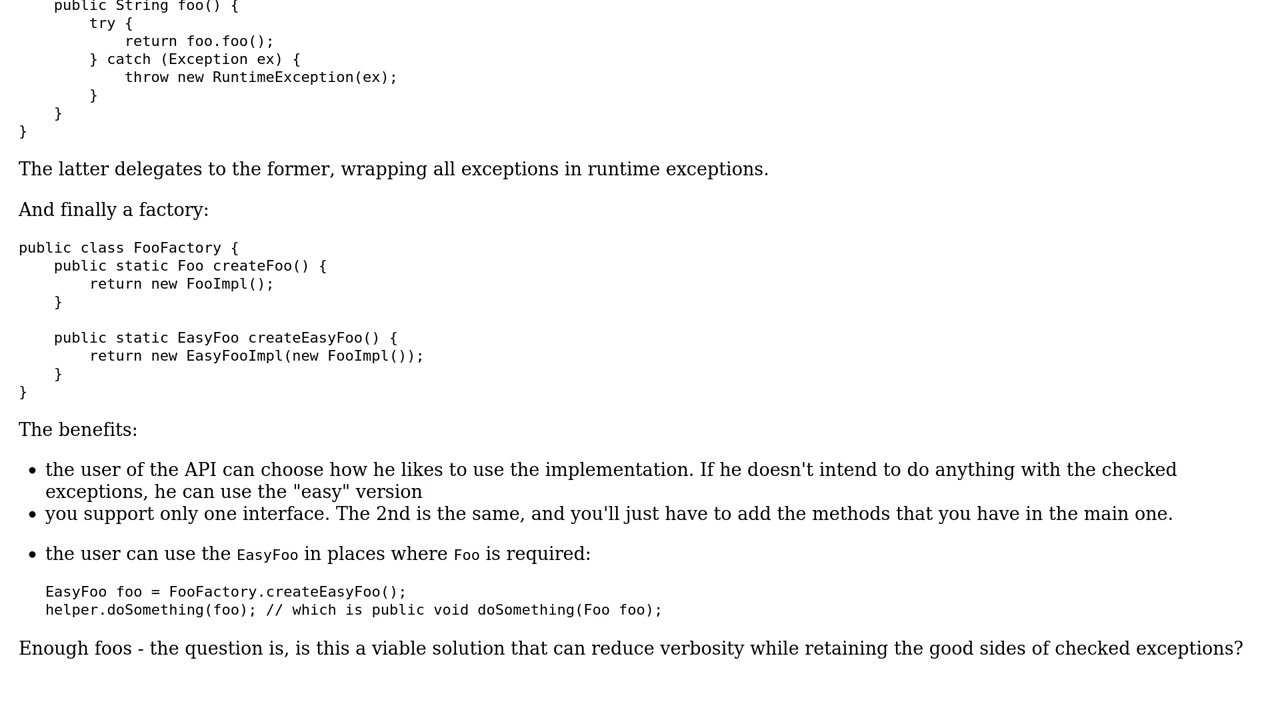 public String foo() {
        try {
            return foo.foo();
        } catch (Exception ex) {
            throw new RuntimeException(ex);
        }
    }
}
The latter delegates to the former, wrapping all exceptions in runtime exceptions.
And finally a factory:
public class FooFactory {
    public static Foo createFoo() {
        return new FooImpl();
    }
    public static EasyFoo createEasyFoo() {
        return new EasyFooImpl(new FooImpl());
    }
}
The benefits:
• the user of the API can choose how he likes to use the implementation. If he doesn't intend to do anything with the checked
exceptions, he can use the "easy" version
• you support only one interface. The 2nd is the same, and you'll just have to add the methods that you have in the main one.
• the user can use the EasyFoo in places where Foo is required:
EasyFoo foo = FooFactory.createEasyFoo();
helper.doSomething(foo); // which is public void doSomething(Foo foo);
Enough foos - the question is, is this a viable solution that can reduce verbosity while retaining the good sides of checked exceptions?